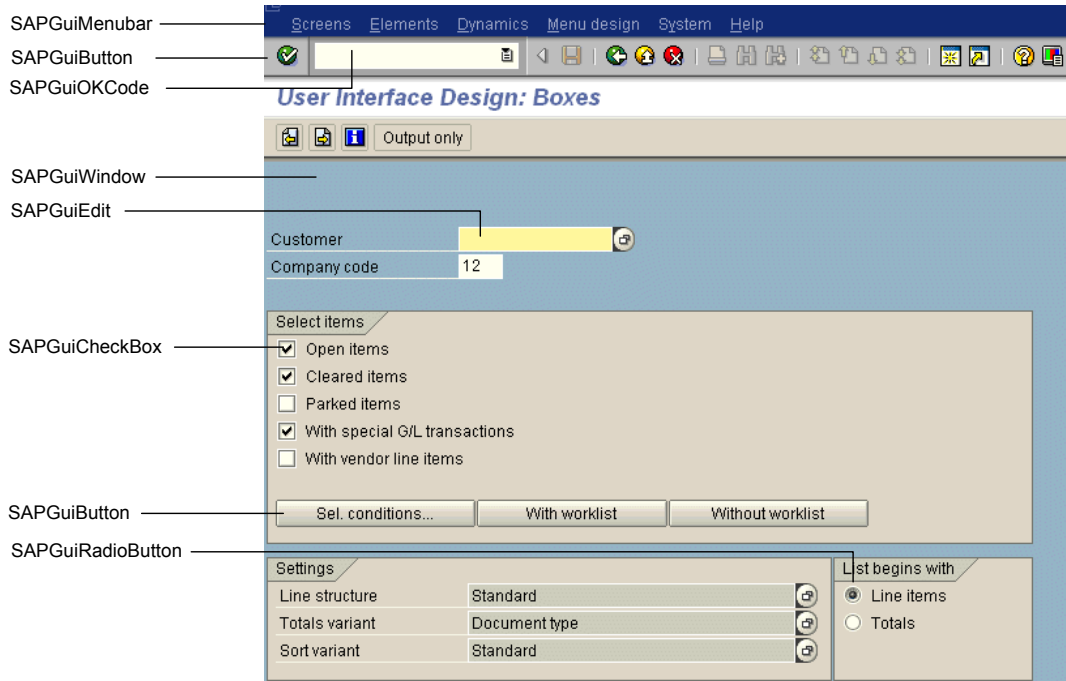 SAPGuiMenubar
Screens Elements Dynamics Menu design System Help
SAPGuiButton
SAPGuiOKCode
User Interface Design: Boxes
Output only
SAPGuiWindow
SAPGuiEdit
Customer
Company code 12
Select items
SAPGuiCheckBox
Open items
Cleared items
Parked items
With special G/L transactions
With vendor line items
SAPGuiButton
Sel. conditions... With worklist Without worklist
SAPGuiRadioButton
Settings List begins with
Line structure Standard Line items
Totals variant Document type Totals
Sort variant Standard